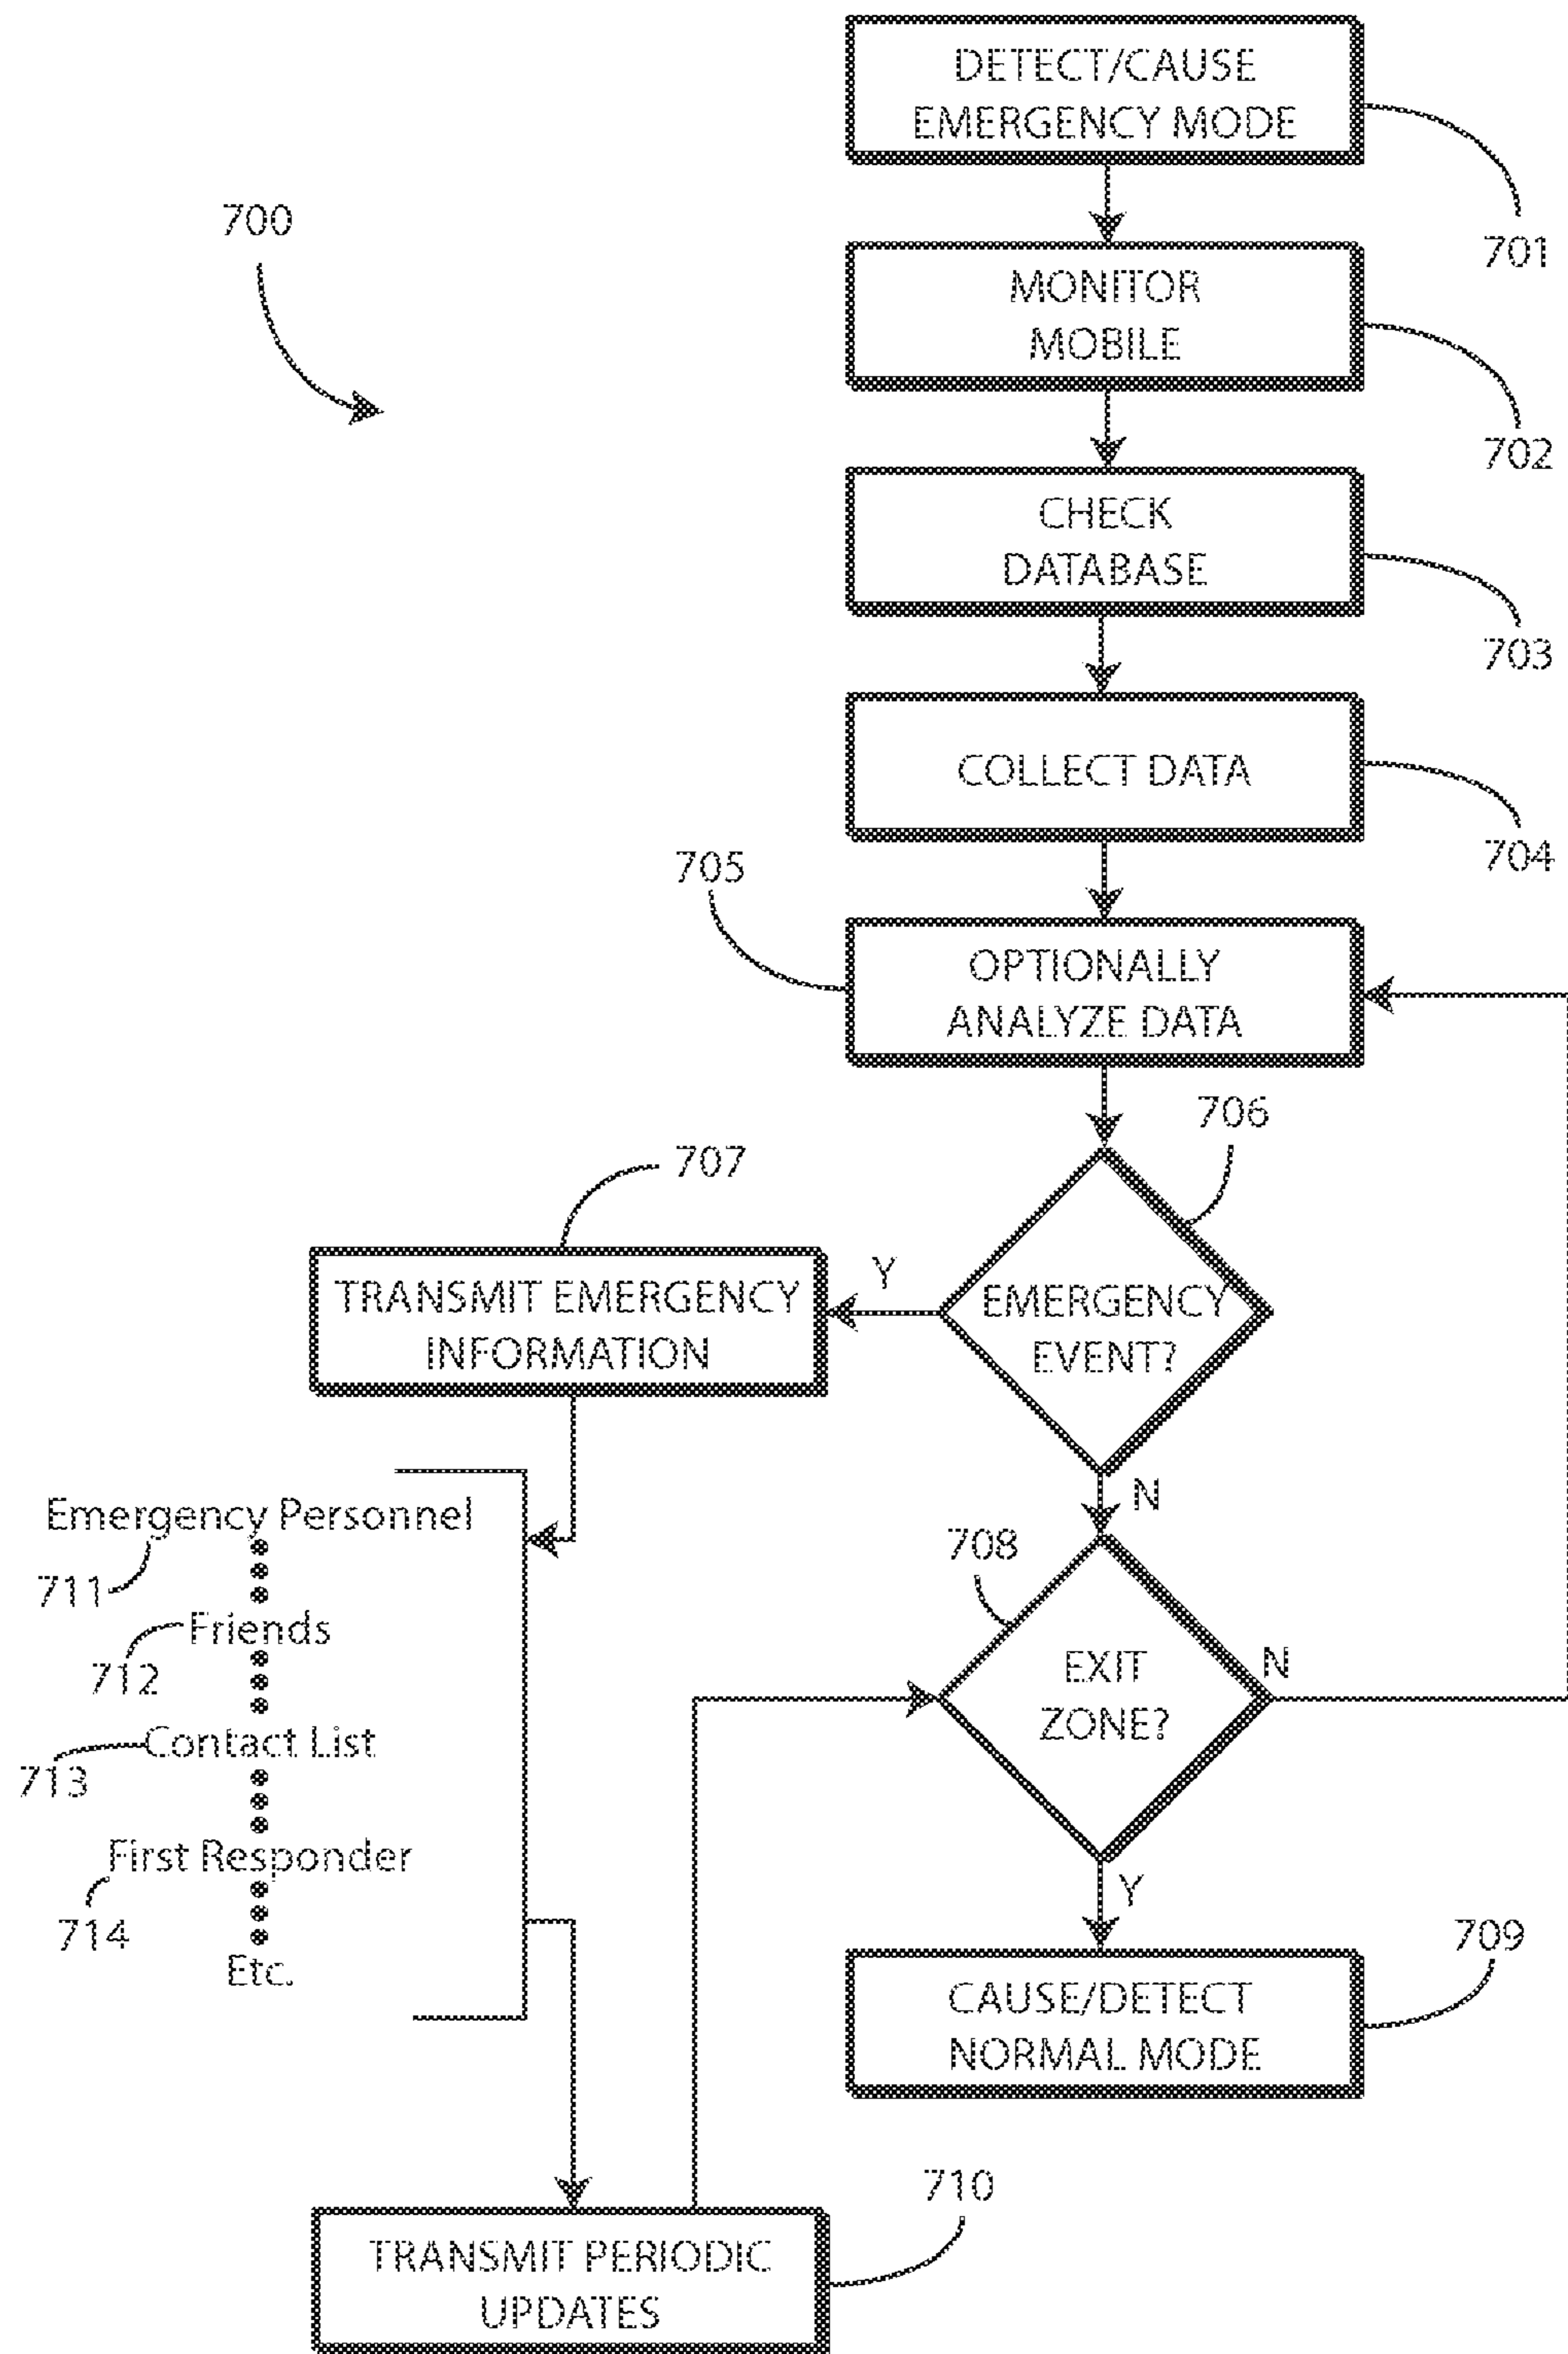 DETECT/CAUSE
EMERGENCY MODE
701
700
MONITOR
MOBILE
702
CHECK
DATABASE
703
COLLECT DATA
704
705
OPTIONALLY
ANALYZE DATA
706
707
TRANSMIT EMERGENCY
INFORMATION
Y
EMERGENCY
EVENT?
N
Emergency Personnel
711
Friends
712
Contact List
713
First Responder
714
Etc.
708
EXIT
ZONE?
N
Y
709
CAUSE/DETECT
NORMAL MODE
710
TRANSMIT PERIODIC
UPDATES